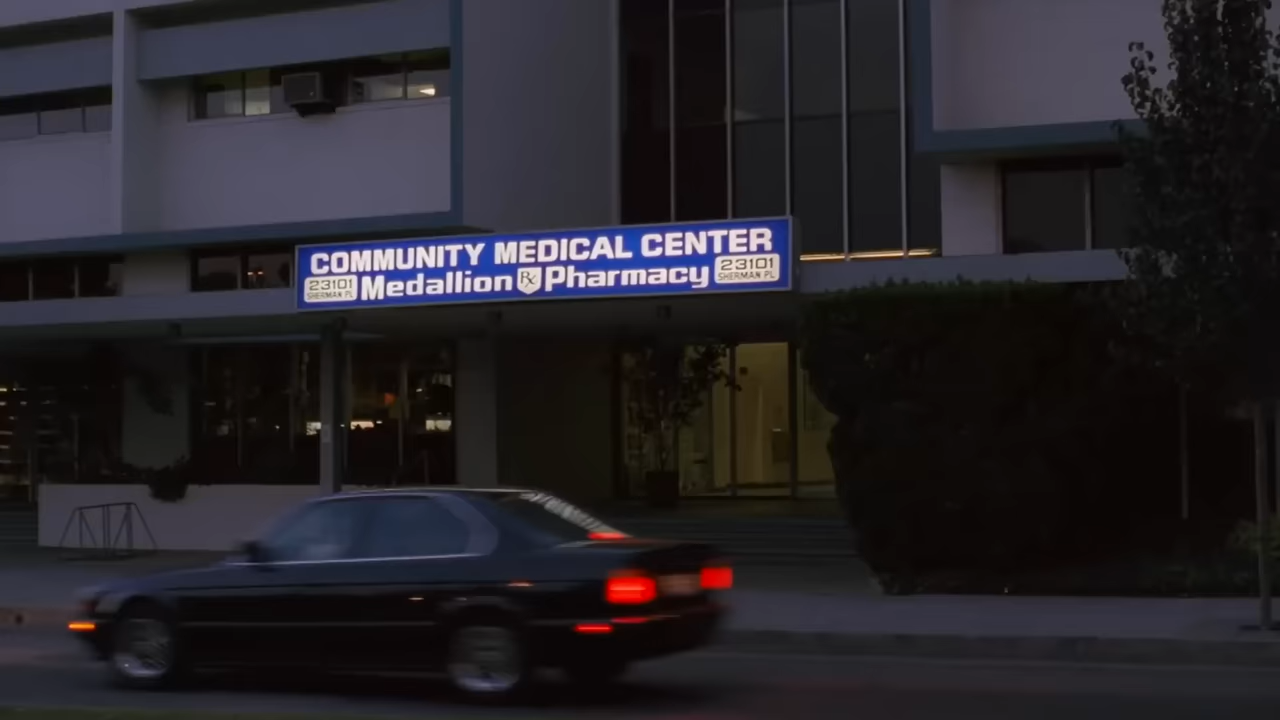 COMMUNITY MEDICAL CENTER
23101 SHERMAN PL Medallion Rx Pharmacy 23101 SHERMAN PL